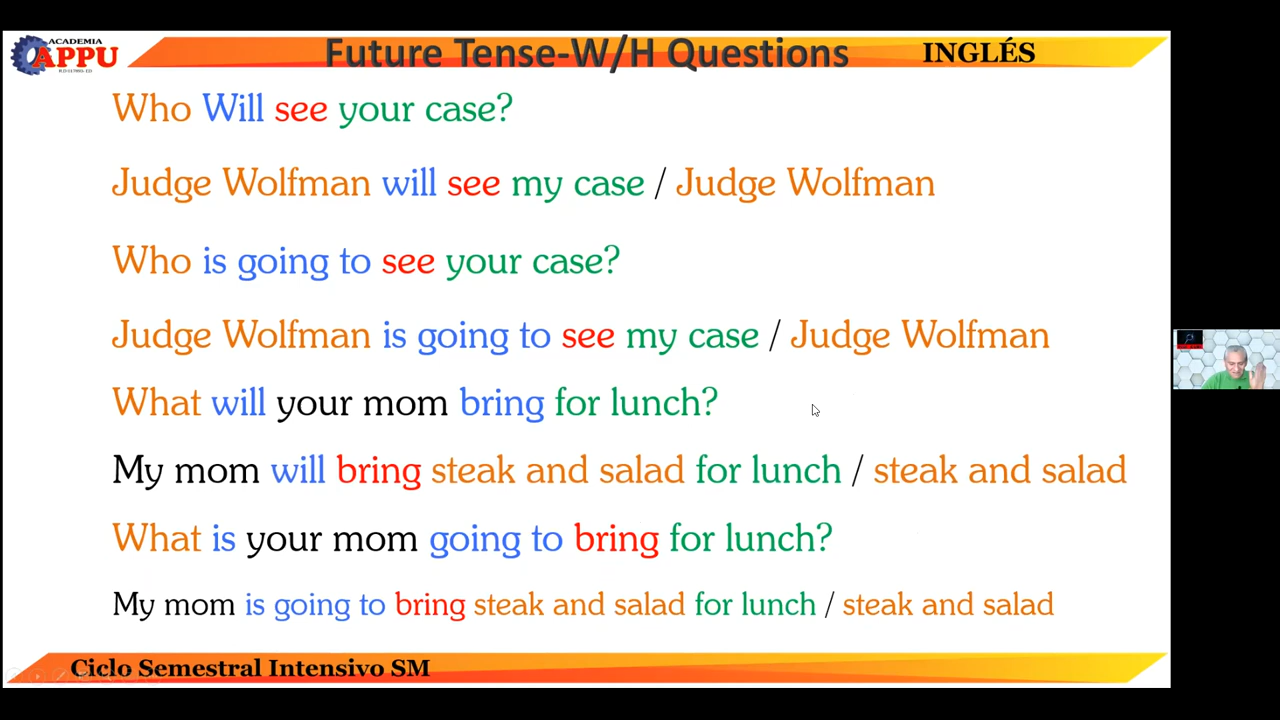 ACADEMIA
APPU
Future Tense-W/H Questions
INGLÉS
Who Will see your case?
Judge Wolfman will see my case / Judge Wolfman
Who is going to see your case?
Judge Wolfman is going to see my case / Judge Wolfman
What will your mom bring for lunch?
My mom will bring steak and salad for lunch / steak and salad
What is your mom going to bring for lunch?
My mom is going to bring steak and salad for lunch / steak and salad
Ciclo Semestral Intensivo SM